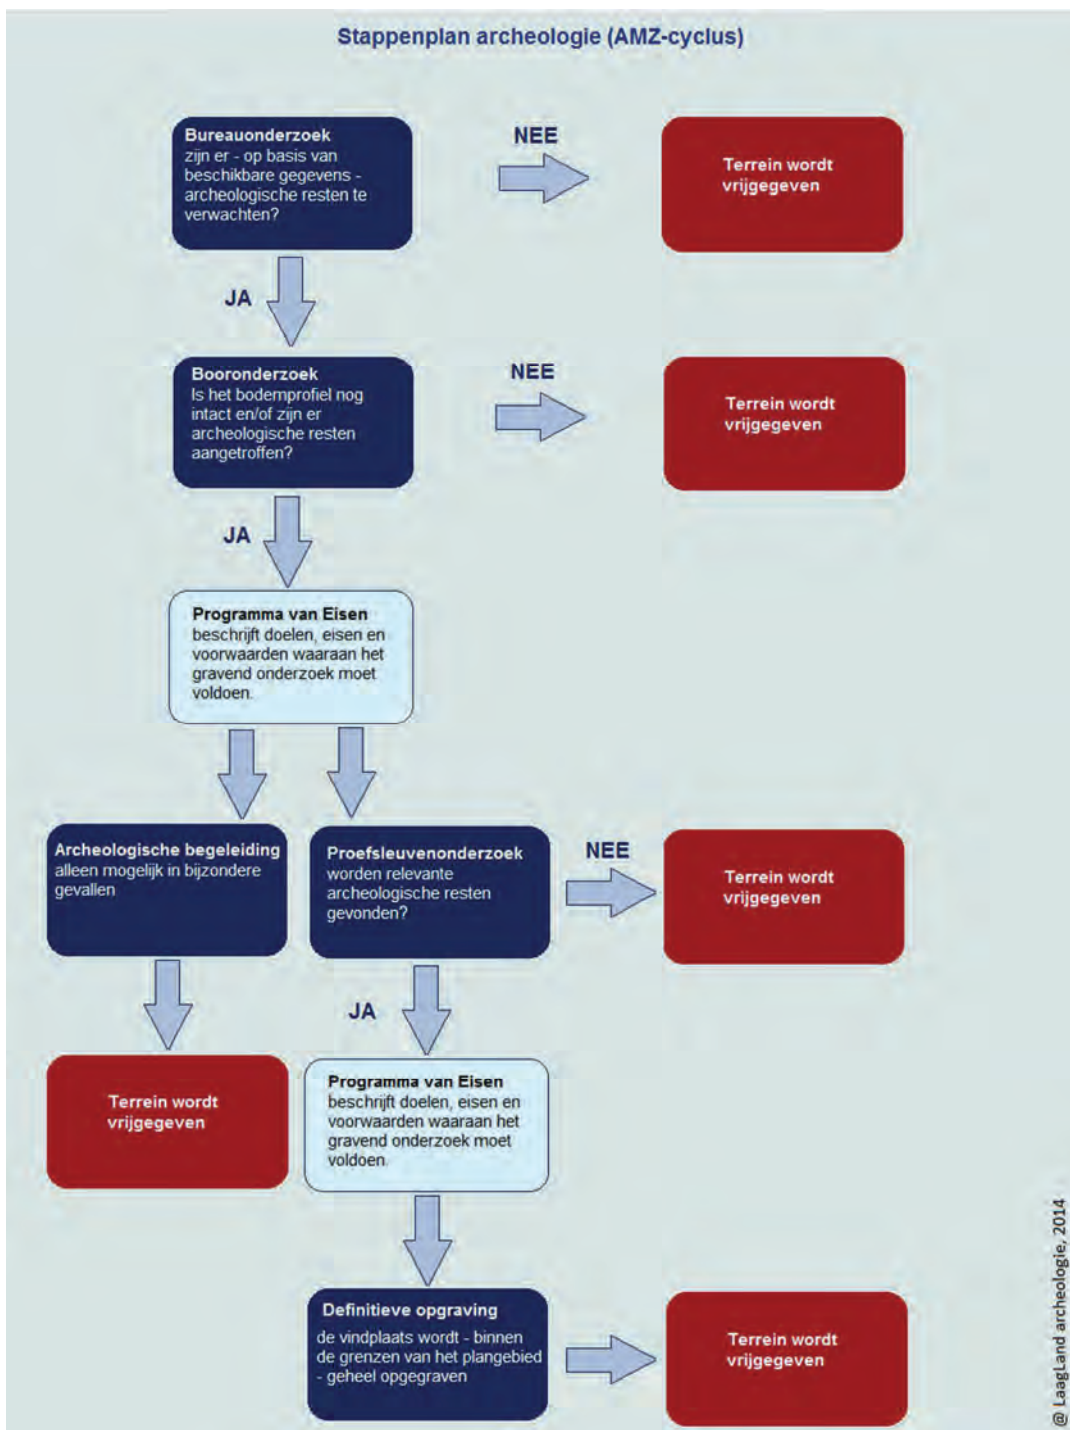 Stappenplan archeologie (AMZ-cyclus)
Bureauonderzoek
zijn er - op basis van
beschikbare gegevens -
archeologische resten te
verwachten?
NEE
Terrein wordt
vrijgegeven
JA
Booronderzoek
Is het bodemprofiel nog
intact en/of zijn er
archeologische resten
aangetroffen?
NEE
Terrein wordt
vrijgegeven
JA
Programma van Eisen
beschrijft doelen, eisen en
voorwaarden waaraan het
gravend onderzoek moet
voldoen.
Archeologische begeleiding
alleen mogelijk in bijzondere
gevallen
Proefsleuvenonderzoek
worden relevante
archeologische resten
gevonden?
NEE
Terrein wordt
vrijgegeven
JA
Terrein wordt
vrijgegeven
Programma van Eisen
beschrijft doelen, eisen en
voorwaarden waaraan het
gravend onderzoek moet
voldoen.
Definitieve opgraving
de vindplaats wordt - binnen
de grenzen van het plangebied
- geheel opgegraven
Terrein wordt
vrijgegeven
@ LaagLand archeologie, 2014